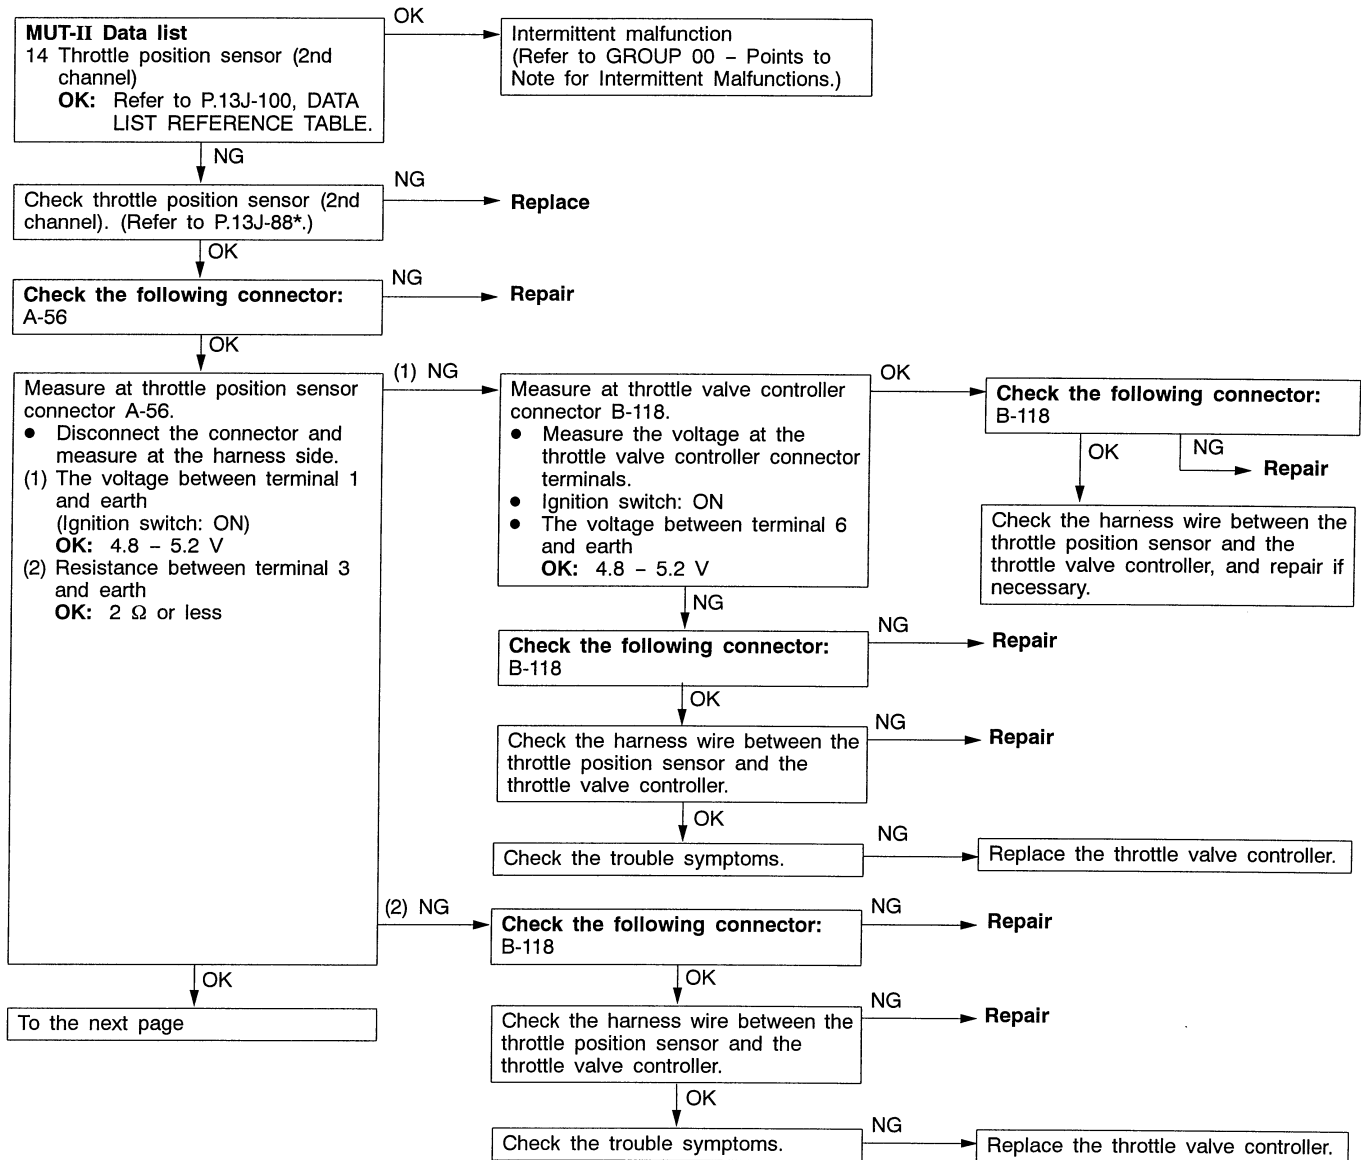 MUT-II Data list
14 Throttle position sensor (2nd
channel)
OK: Refer to P.13J-100, DATA
LIST REFERENCE TABLE.
OK
Intermittent malfunction
(Refer to GROUP 00 – Points to
Note for Intermittent Malfunctions.)
NG
Check throttle position sensor (2nd
channel). (Refer to P.13J-88*.)
NG
Replace
OK
Check the following connector:
A-56
NG
Repair
OK
Measure at throttle position sensor
connector A-56.
● Disconnect the connector and
measure at the harness side.
(1) The voltage between terminal 1
and earth
(Ignition switch: ON)
OK: 4.8 – 5.2 V
(2) Resistance between terminal 3
and earth
OK: 2 Ω or less
(1) NG
Measure at throttle valve controller
connector B-118.
● Measure the voltage at the
throttle valve controller connector
terminals.
● Ignition switch: ON
● The voltage between terminal 6
and earth
OK: 4.8 – 5.2 V
OK
Check the following connector:
B-118
OK
NG
Repair
Check the harness wire between the
throttle position sensor and the
throttle valve controller, and repair if
necessary.
NG
Check the following connector:
B-118
NG
Repair
OK
Check the harness wire between the
throttle position sensor and the
throttle valve controller.
NG
Repair
OK
Check the trouble symptoms.
NG
Replace the throttle valve controller.
(2) NG
Check the following connector:
B-118
NG
Repair
OK
Check the harness wire between the
throttle position sensor and the
throttle valve controller.
NG
Repair
OK
Check the trouble symptoms.
NG
Replace the throttle valve controller.
OK
To the next page